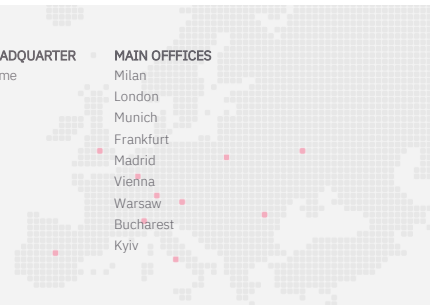 ADQUARTER
me
MAIN OFFFICES
Milan
London
Munich
Frankfurt
Madrid
Vienna
Warsaw
Bucharest
Kyiv